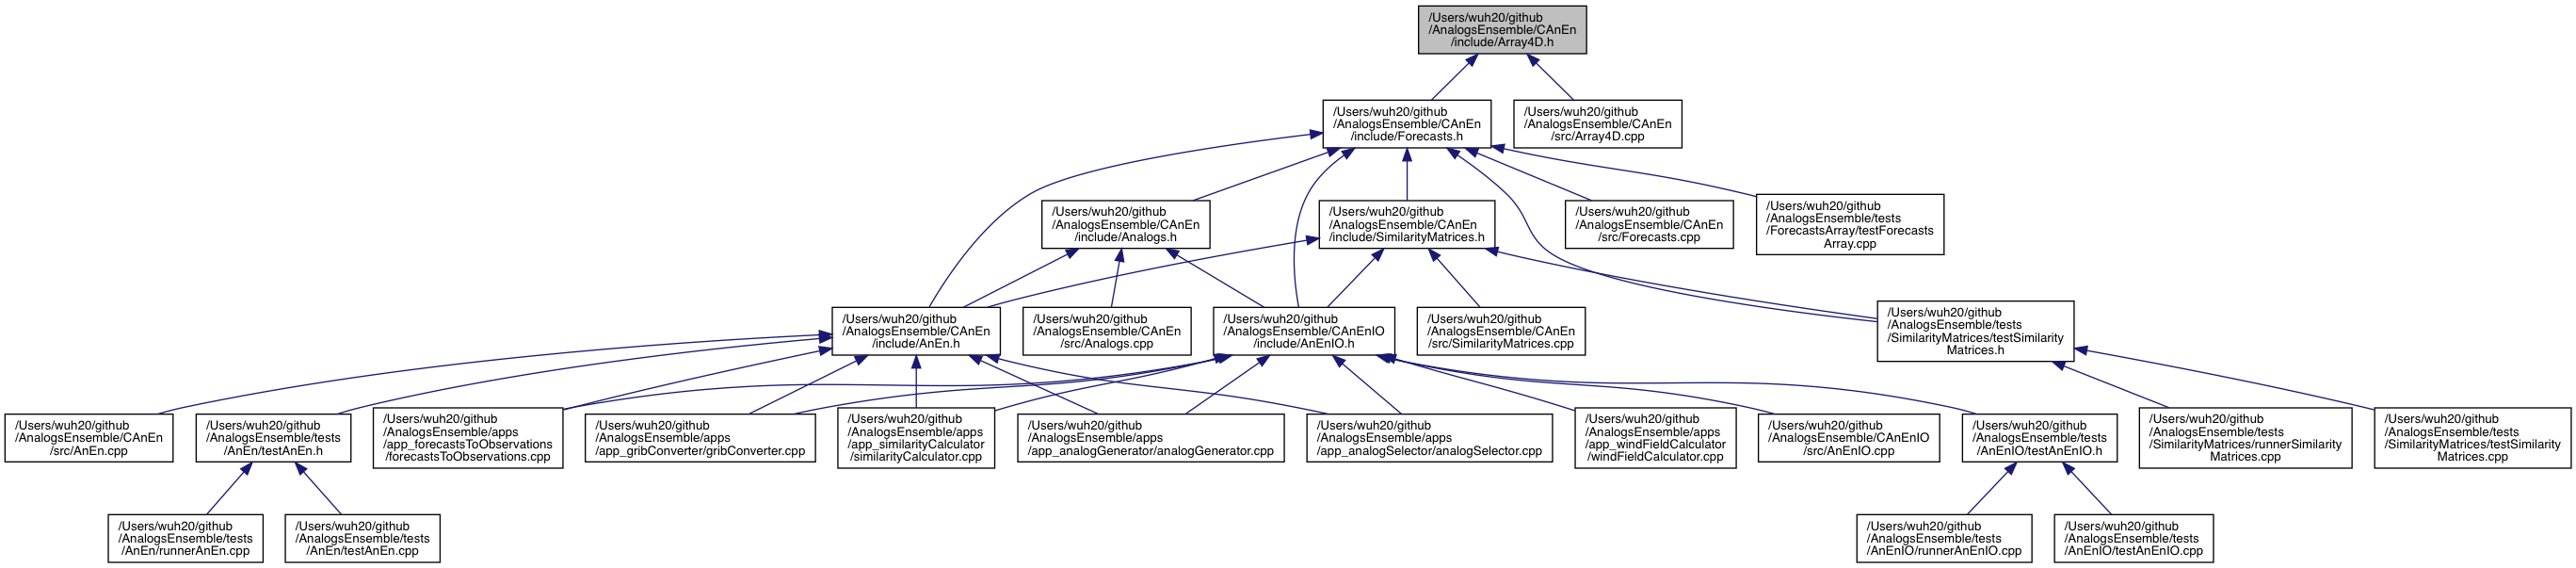 /Users/wuh20/github
/AnalogsEnsemble/CAnEn
/include/Array4D.h
/Users/wuh20/github
/AnalogsEnsemble/CAnEn
/include/Forecasts.h
/Users/wuh20/github
/AnalogsEnsemble/CAnEn
/src/Array4D.cpp
/Users/wuh20/github
/AnalogsEnsemble/CAnEn
/include/Analogs.h
/Users/wuh20/github
/AnalogsEnsemble/CAnEn
/include/SimilarityMatrices.h
/Users/wuh20/github
/AnalogsEnsemble/CAnEn
/src/Forecasts.cpp
/Users/wuh20/github
/AnalogsEnsemble/tests
/ForecastsArray/testForecasts
Array.cpp
/Users/wuh20/github
/AnalogsEnsemble/CAnEn
/include/AnEn.h
/Users/wuh20/github
/AnalogsEnsemble/CAnEn
/src/Analogs.cpp
/Users/wuh20/github
/AnalogsEnsemble/CAnEnIO
/include/AnEnIO.h
/Users/wuh20/github
/AnalogsEnsemble/CAnEn
/src/SimilarityMatrices.cpp
/Users/wuh20/github
/AnalogsEnsemble/tests
/SimilarityMatrices/testSimilarity
Matrices.h
/Users/wuh20/github
/AnalogsEnsemble/CAnEn
/src/AnEn.cpp
/Users/wuh20/github
/AnalogsEnsemble/tests
/AnEn/testAnEn.h
/Users/wuh20/github
/AnalogsEnsemble/apps
/app_forecastsToObservations
/forecastsToObservations.cpp
/Users/wuh20/github
/AnalogsEnsemble/apps
/app_gribConverter/gribConverter.cpp
/Users/wuh20/github
/AnalogsEnsemble/apps
/app_similarityCalculator
/similarityCalculator.cpp
/Users/wuh20/github
/AnalogsEnsemble/apps
/app_analogGenerator/analogGenerator.cpp
/Users/wuh20/github
/AnalogsEnsemble/apps
/app_analogSelector/analogSelector.cpp
/Users/wuh20/github
/AnalogsEnsemble/apps
/app_windFieldCalculator
/windFieldCalculator.cpp
/Users/wuh20/github
/AnalogsEnsemble/CAnEnIO
/src/AnEnIO.cpp
/Users/wuh20/github
/AnalogsEnsemble/tests
/AnEnIO/testAnEnIO.h
/Users/wuh20/github
/AnalogsEnsemble/tests
/SimilarityMatrices/runnerSimilarity
Matrices.cpp
/Users/wuh20/github
/AnalogsEnsemble/tests
/SimilarityMatrices/testSimilarity
Matrices.cpp
/Users/wuh20/github
/AnalogsEnsemble/tests
/AnEn/runnerAnEn.cpp
/Users/wuh20/github
/AnalogsEnsemble/tests
/AnEn/testAnEn.cpp
/Users/wuh20/github
/AnalogsEnsemble/tests
/AnEnIO/runnerAnEnIO.cpp
/Users/wuh20/github
/AnalogsEnsemble/tests
/AnEnIO/testAnEnIO.cpp